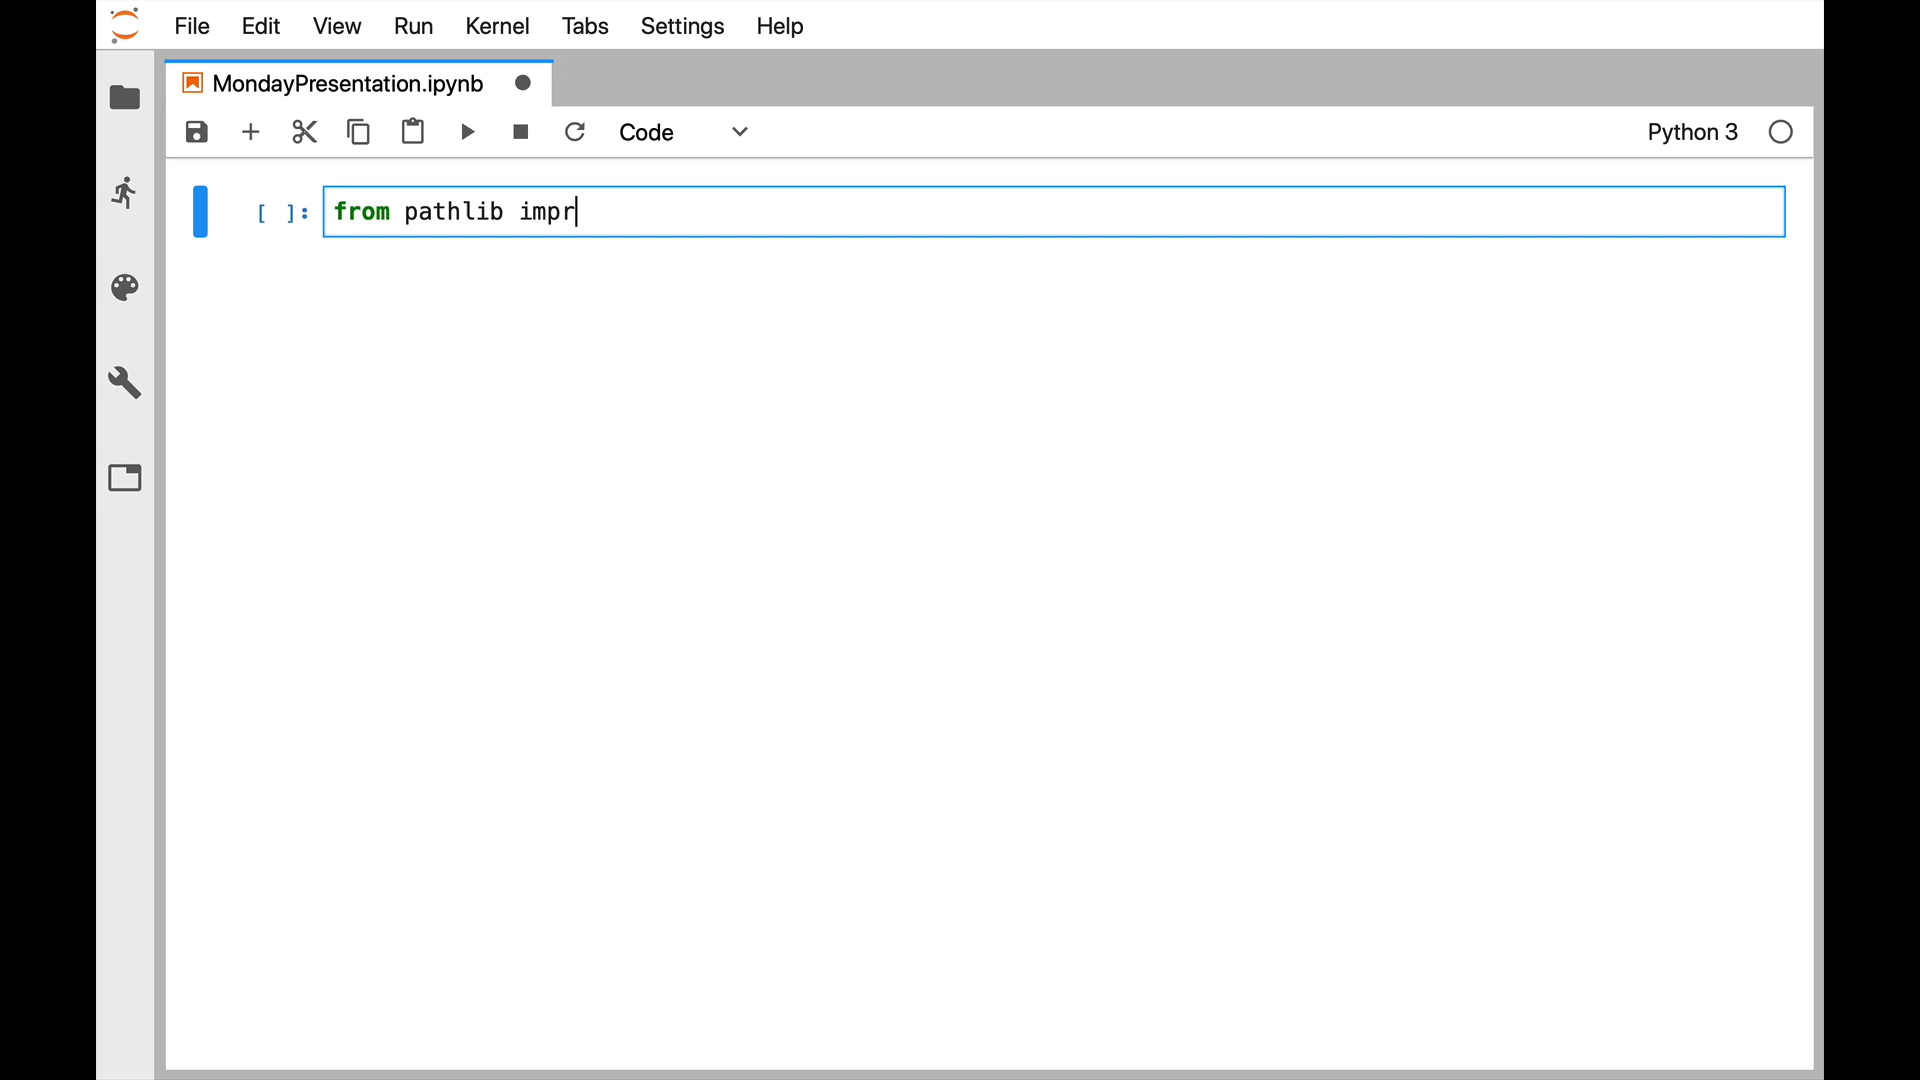 File Edit View Run Kernel Tabs Settings Help
MondayPresentation.ipynb
Code Python 3
[ ]: from pathlib impr